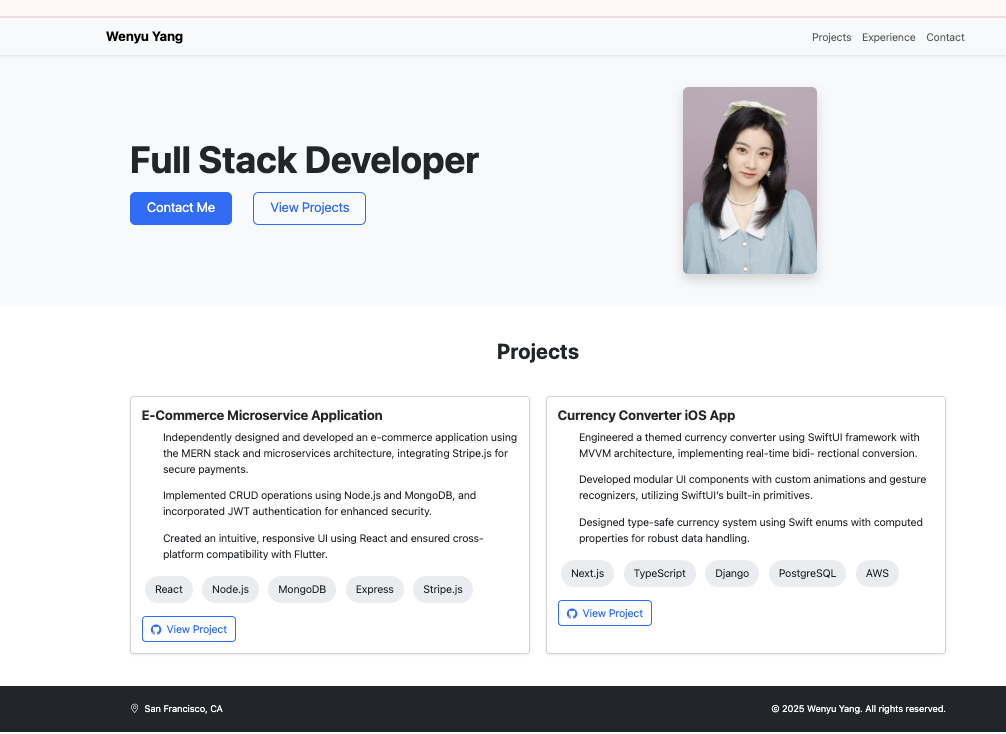 Wenyu Yang
Projects Experience Contact
Full Stack Developer
Contact Me View Projects
Projects
E-Commerce Microservice Application
Independently designed and developed an e-commerce application using
the MERN stack and microservices architecture, integrating Stripe.js for
secure payments.
Implemented CRUD operations using Node.js and MongoDB, and
incorporated JWT authentication for enhanced security.
Created an intuitive, responsive UI using React and ensured cross-
platform compatibility with Flutter.
React Node.js MongoDB Express Stripe.js
View Project
Currency Converter iOS App
Engineered a themed currency converter using SwiftUI framework with
MVVM architecture, implementing real-time bidi- rectional conversion.
Developed modular UI components with custom animations and gesture
recognizers, utilizing SwiftUI's built-in primitives.
Designed type-safe currency system using Swift enums with computed
properties for robust data handling.
Next.js TypeScript Django PostgreSQL AWS
View Project
San Francisco, CA
© 2025 Wenyu Yang. All rights reserved.